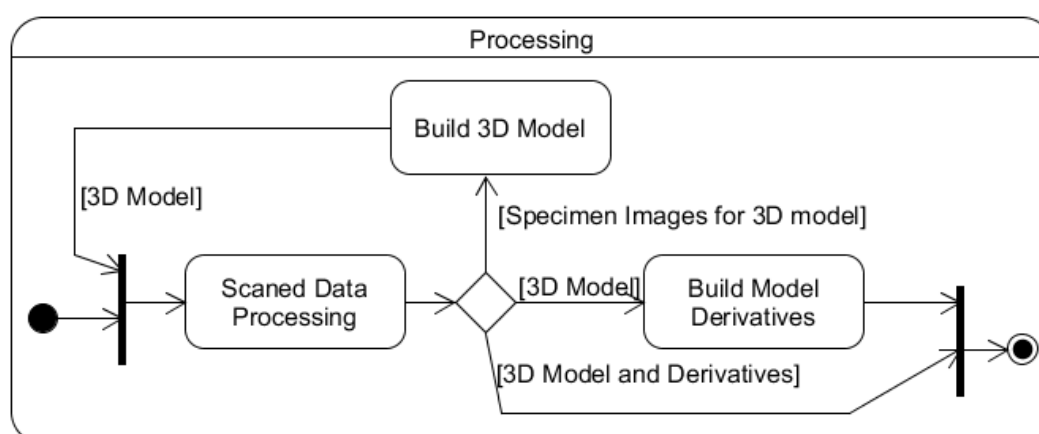 Processing
Build 3D Model
[3D Model]
[Specimen Images for 3D model]
Scaned Data
Processing
[3D Model]
Build Model
Derivatives
[3D Model and Derivatives]